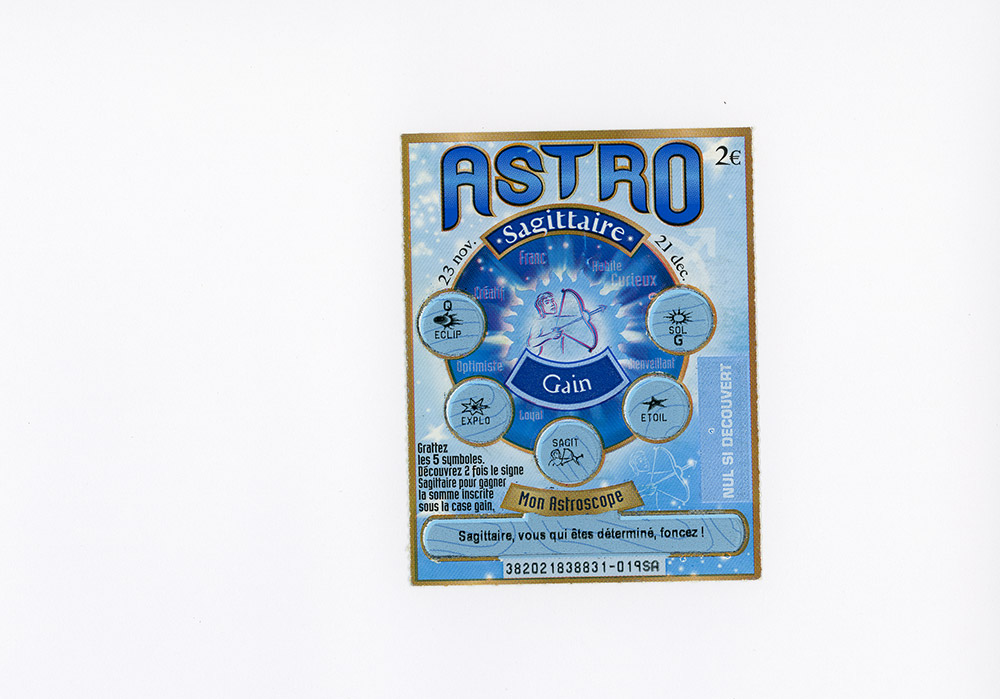 ASTRO
2€
Sagittaire
23 nov.
21 dec.
Franc
Habile
Curieux
Créatif
Q
ECLIP
SOL
G
Optimiste
Bienveillant
Gain
EXPLO
Loyal
ETOIL
SAGIT
NUL SI DÉCOUVERT
Grattez
les 5 symboles.
Découvrez 2 fois le signe
Sagittaire pour gagner
la somme inscrite
sous la case gain.
Mon Astroscope
Sagittaire, vous qui êtes déterminé, foncez !
382021838831-019SA